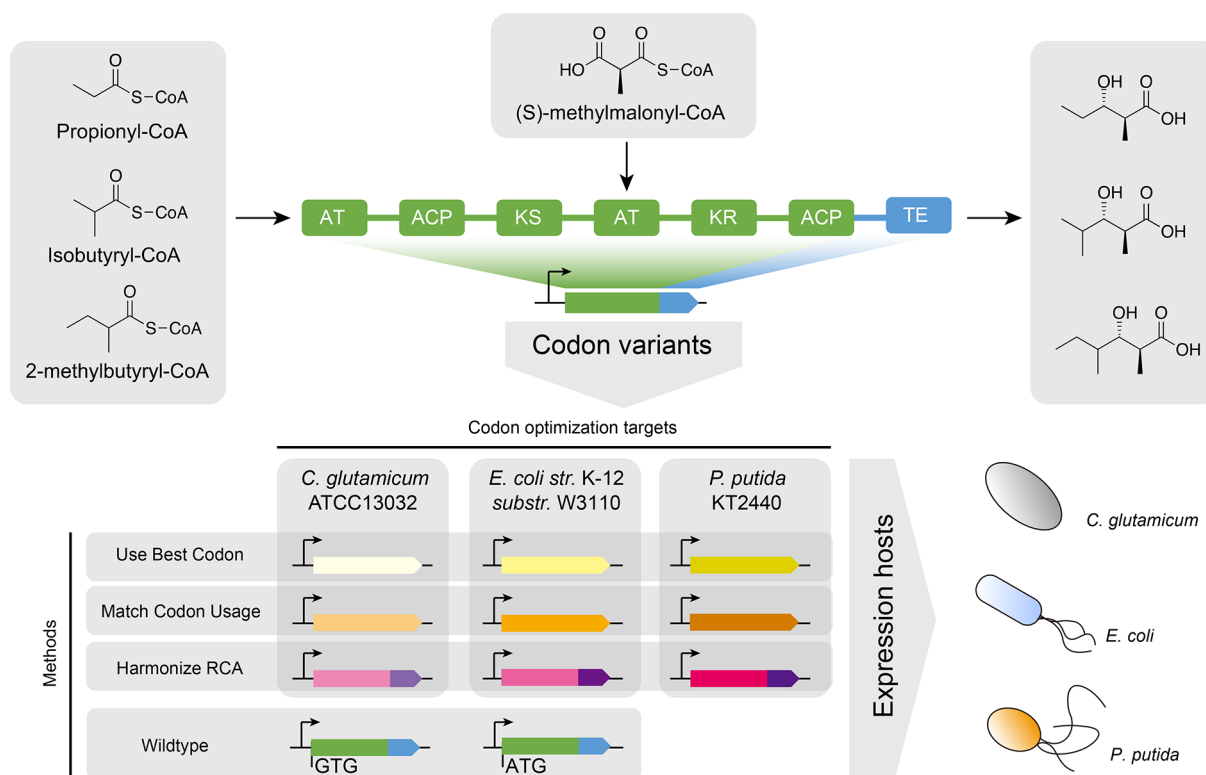 O
S-CoA
Propionyl-CoA
O
S-CoA
Isobutyryl-CoA
O
S-CoA
2-methylbutyryl-CoA
O O
HO S-CoA
(S)-methylmalonyl-CoA
AT ACP KS AT KR ACP TE
OH O
OH
OH O
OH
OH O
OH
Codon variants
Codon optimization targets
C. glutamicum
ATCC13032
E. coli str. K-12
substr. W3110
P. putida
KT2440
Methods
Use Best Codon
Match Codon Usage
Harmonize RCA
Wildtype
GTG
ATG
Expression hosts
C. glutamicum
E. coli
P. putida